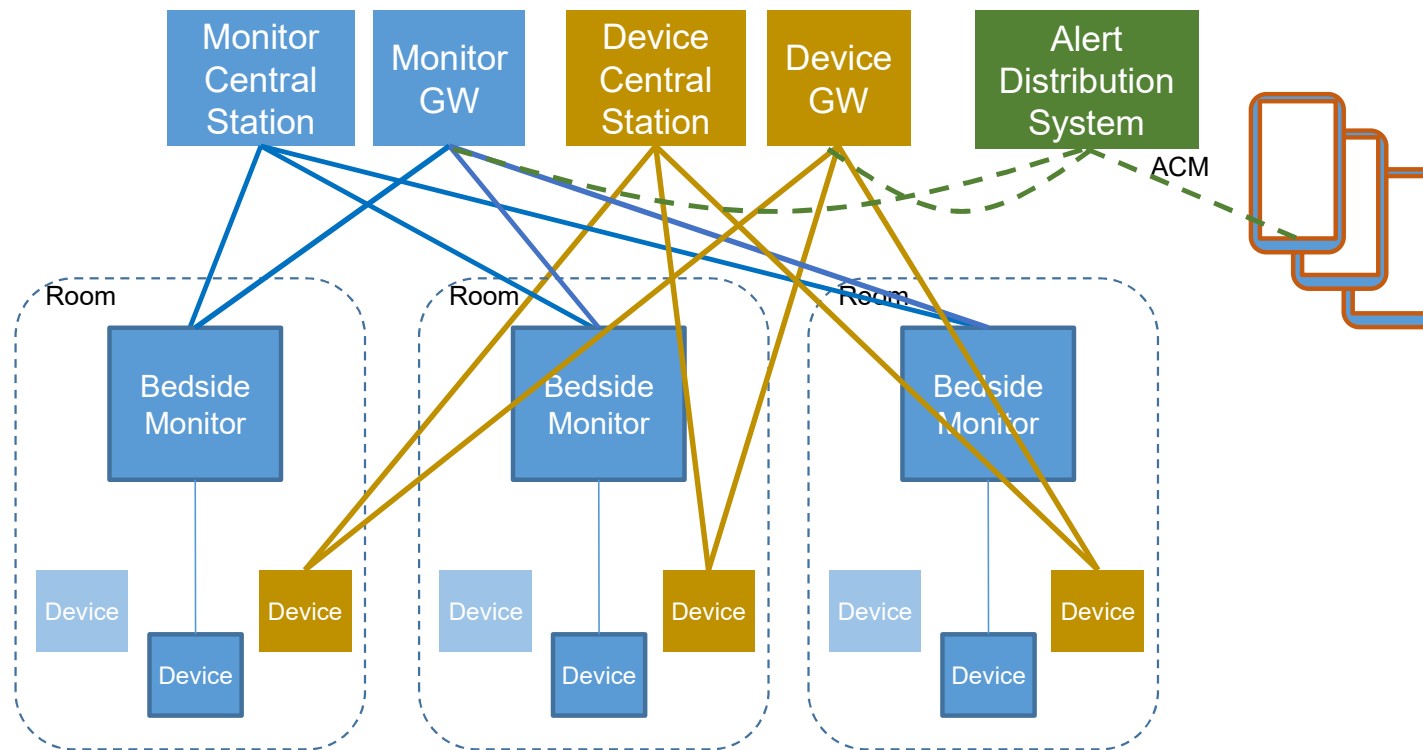 Monitor
Central
Station
Monitor
GW
Device
Central
Station
Device
GW
Alert
Distribution
System
ACM
Room
Room
Room
Bedside
Monitor
Bedside
Monitor
Bedside
Monitor
Device
Device
Device
Device
Device
Device
Device
Device
Device